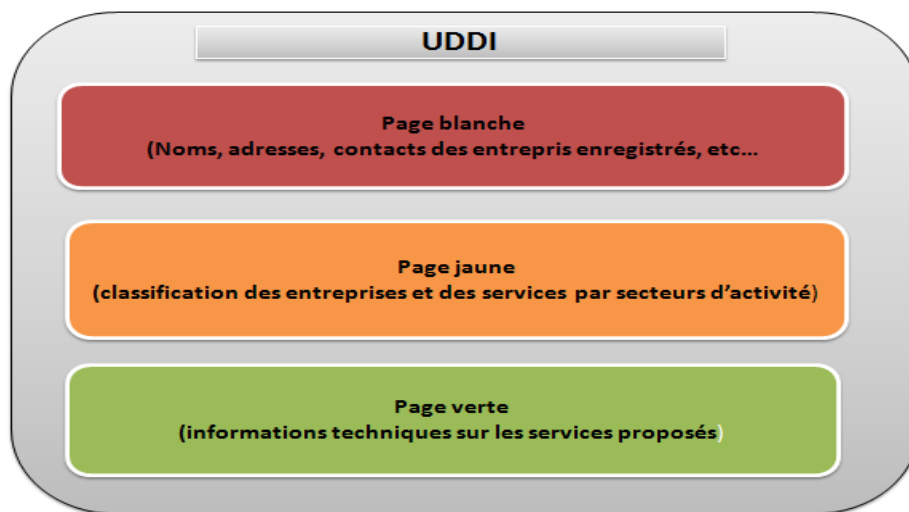 UDDI
Page blanche
(Noms, adresses, contacts des entrepris enregistrés, etc...
Page jaune
(classification des entreprises et des services par secteurs d’activité)
Page verte
(informations techniques sur les services proposés)